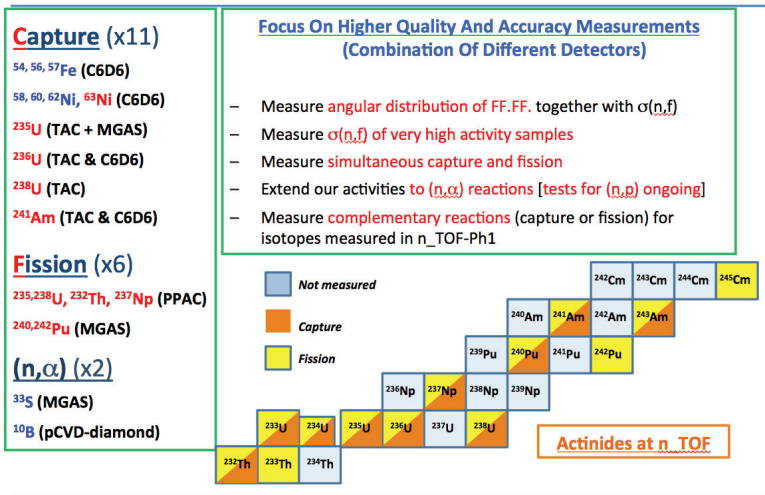 Capture (x11)
54, 56, 57Fe (C6D6)
58, 60, 62Ni, 63Ni (C6D6)
235U (TAC + MGAS)
236U (TAC & C6D6)
238U (TAC)
241Am (TAC & C6D6)
Fission (x6)
235,238U, 232Th, 237Np (PPAC)
240,242Pu (MGAS)
(n,α) (x2)
33S (MGAS)
10B (pCVD-diamond)
Focus On Higher Quality And Accuracy Measurements
(Combination Of Different Detectors)
– Measure angular distribution of FF.FF. together with σ(n,f)
– Measure σ(n,f) of very high activity samples
– Measure simultaneous capture and fission
– Extend our activities to (n,α) reactions [tests for (n,p) ongoing]
– Measure complementary reactions (capture or fission) for
isotopes measured in n_TOF-Ph1
Not measured
Capture
Fission
242Cm 243Cm 244Cm 245Cm
240Am 241Am 242Am 243Am
239Pu 240Pu 241Pu 242Pu
236Np 237Np 238Np 239Np
233U 234U 235U 236U 237U 238U
232Th 233Th 234Th
Actinides at n_TOF